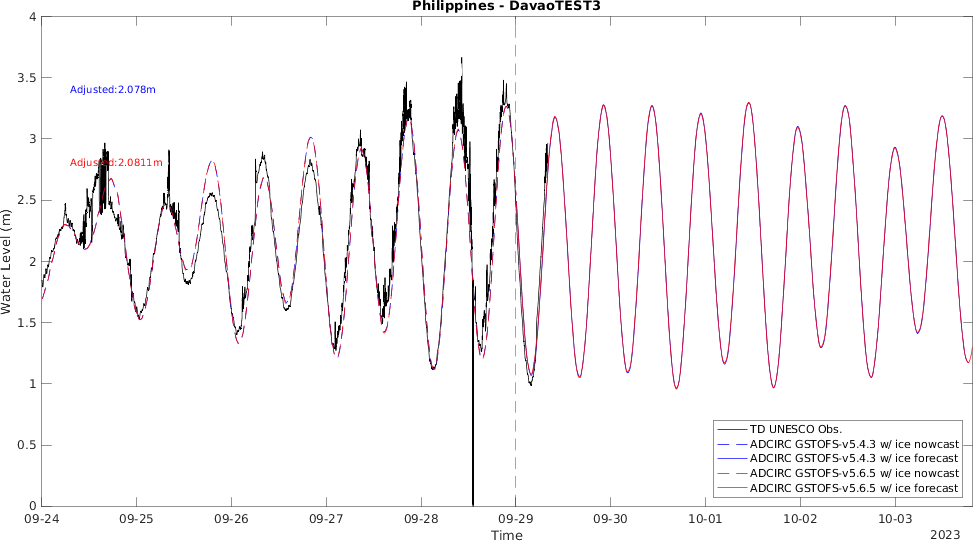 Philippines - DavaoTEST3
4
3.5
3
2.5
2
1.5
1
0.5
0
Water Level (m)
Adjusted:2.078m
Adjusted:2.0811m
TD UNESCO Obs.
ADCIRC GSTOFS-v5.4.3 w/ ice nowcast
ADCIRC GSTOFS-v5.4.3 w/ ice forecast
ADCIRC GSTOFS-v5.6.5 w/ ice nowcast
ADCIRC GSTOFS-v5.6.5 w/ ice forecast
09-24 09-25 09-26 09-27 09-28 09-29 09-30 10-01 10-02 10-03
Time
2023